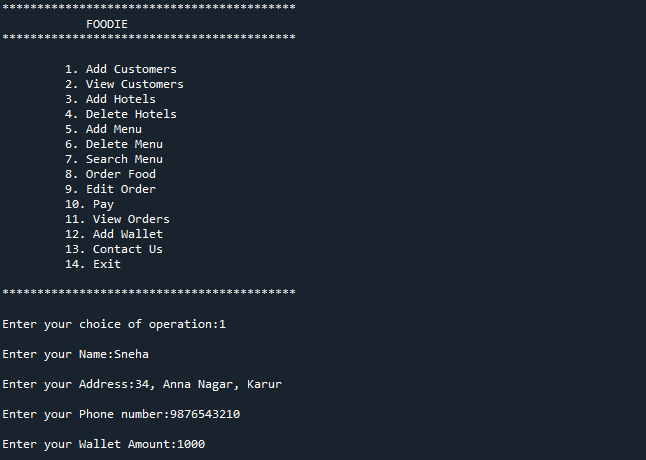 ******************************************
FOODIE
******************************************
1. Add Customers
2. View Customers
3. Add Hotels
4. Delete Hotels
5. Add Menu
6. Delete Menu
7. Search Menu
8. Order Food
9. Edit Order
10. Pay
11. View Orders
12. Add Wallet
13. Contact Us
14. Exit
******************************************
Enter your choice of operation:1
Enter your Name:Sneha
Enter your Address:34, Anna Nagar, Karur
Enter your Phone number:9876543210
Enter your Wallet Amount:1000